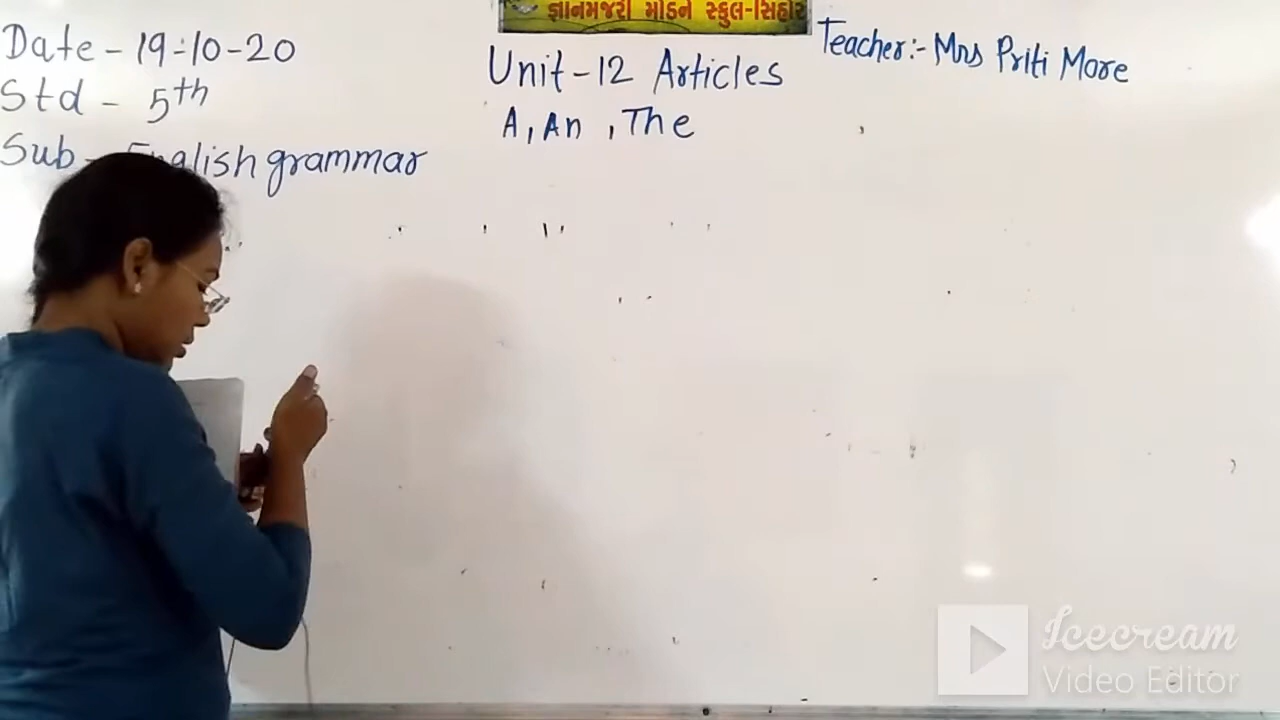 જ્ઞાનમંજરી મોડર્ન સ્કુલ-સિહોર
Date - 19-10-20
Std - 5th
Sub - English grammar
Unit-12 Articles
A, An, The
Teacher:- Mrs Priti More
Icecream
Video Editor